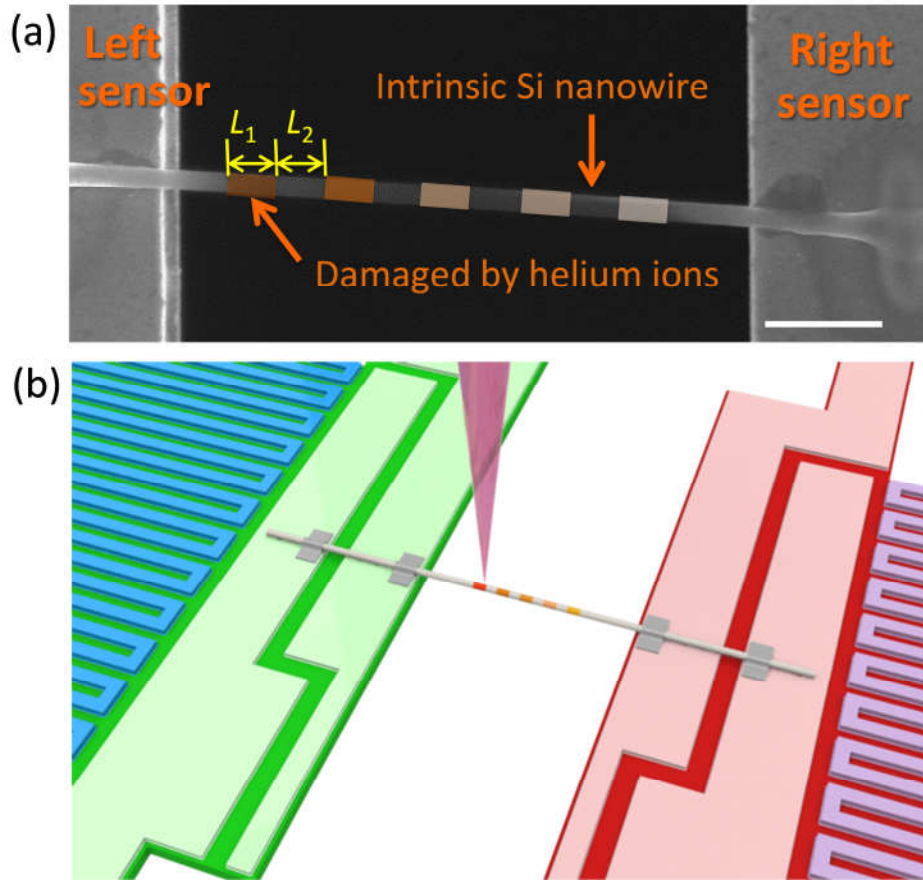 (a)
Left
sensor
Right
sensor
Intrinsic Si nanowire
L1
L2
Damaged by helium ions
(b)